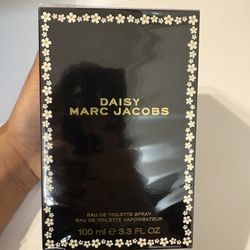 DAISY
MARC JACOBS
EAU DE TOILETTE SPRAY
EAU DE TOILETTE VAPORISATEUR
100 ml ℮ 3.3 FL OZ